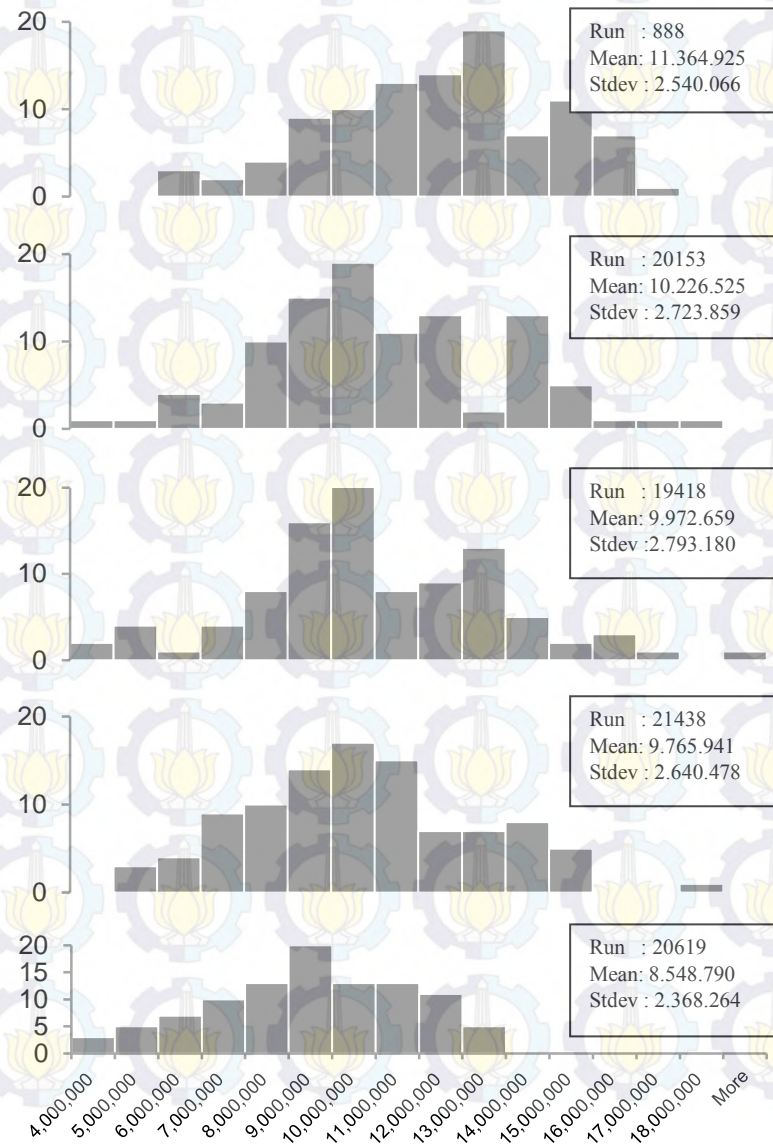 20
10
0
Run : 888
Mean: 11.364.925
Stdev : 2.540.066
20
10
0
Run : 20153
Mean: 10.226.525
Stdev : 2.723.859
20
10
0
Run : 19418
Mean: 9.972.659
Stdev :2.793.180
20
10
0
Run : 21438
Mean: 9.765.941
Stdev : 2.640.478
20
15
10
5
0
Run : 20619
Mean: 8.548.790
Stdev : 2.368.264
4,000,000
5,000,000
6,000,000
7,000,000
8,000,000
9,000,000
10,000,000
11,000,000
12,000,000
13,000,000
14,000,000
15,000,000
16,000,000
17,000,000
18,000,000
More